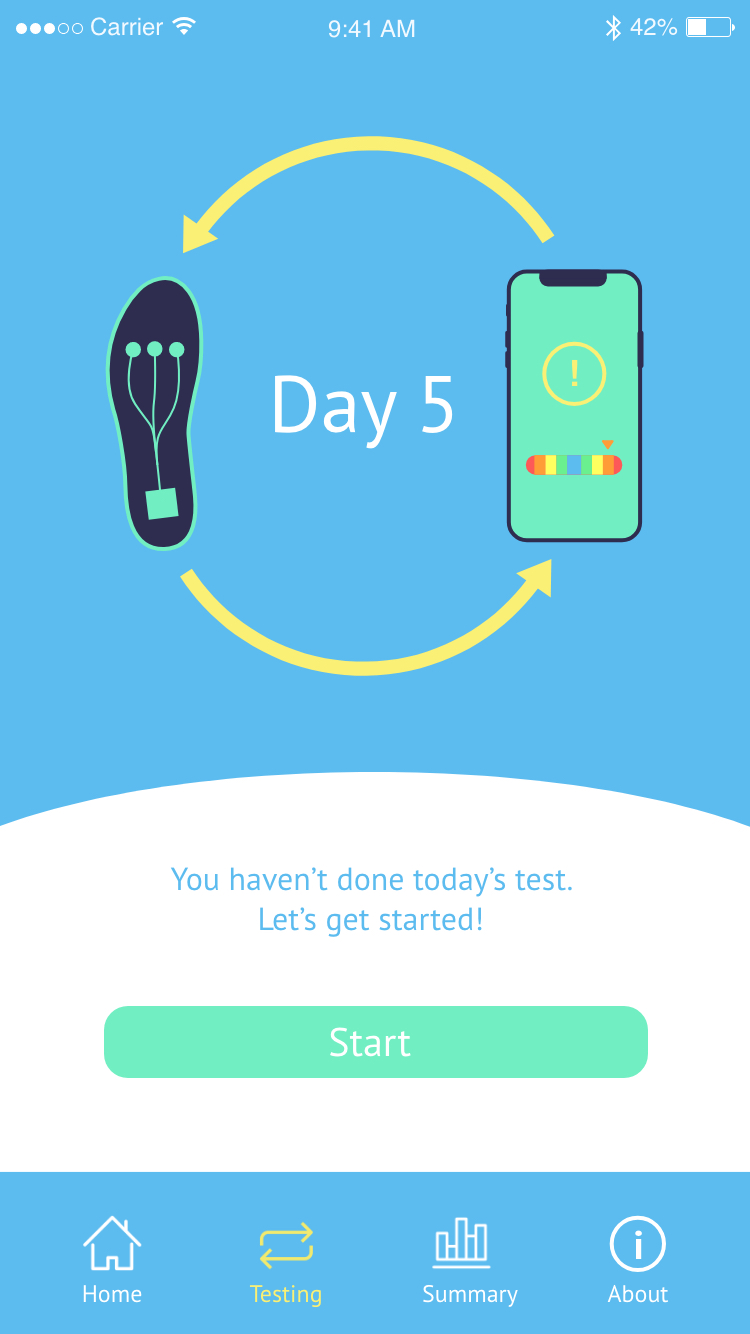 Carrier
9:41 AM
42%
Day 5
!
You haven’t done today’s test.
Let’s get started!
Start
i
Home
Testing
Summary
About